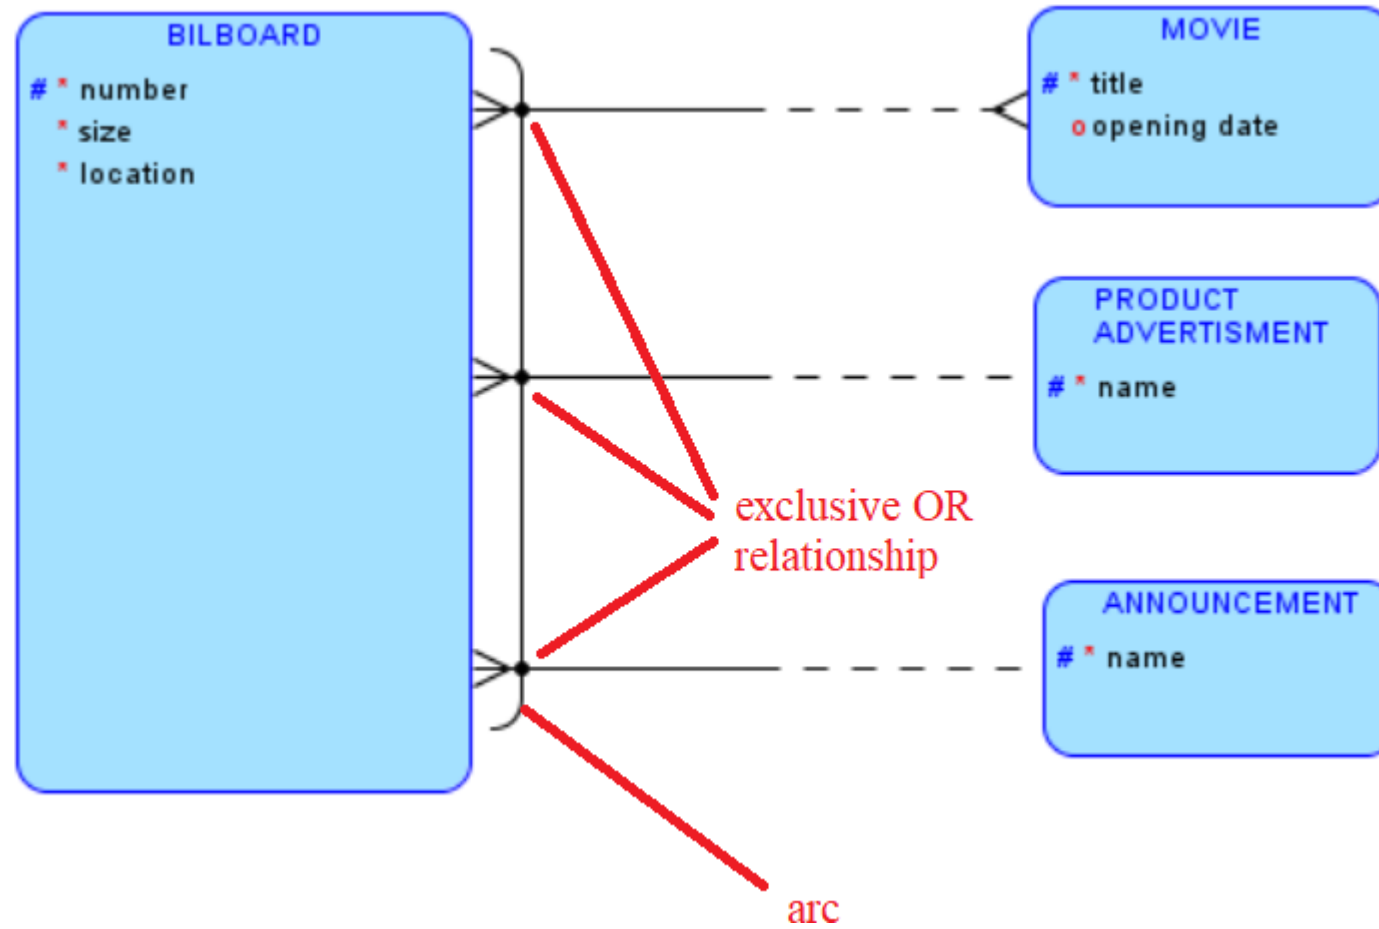 BILBOARD
# * number
* size
* location
MOVIE
# * title
o opening date
PRODUCT
ADVERTISMENT
# * name
exclusive OR
relationship
ANNOUNCEMENT
# * name
arc